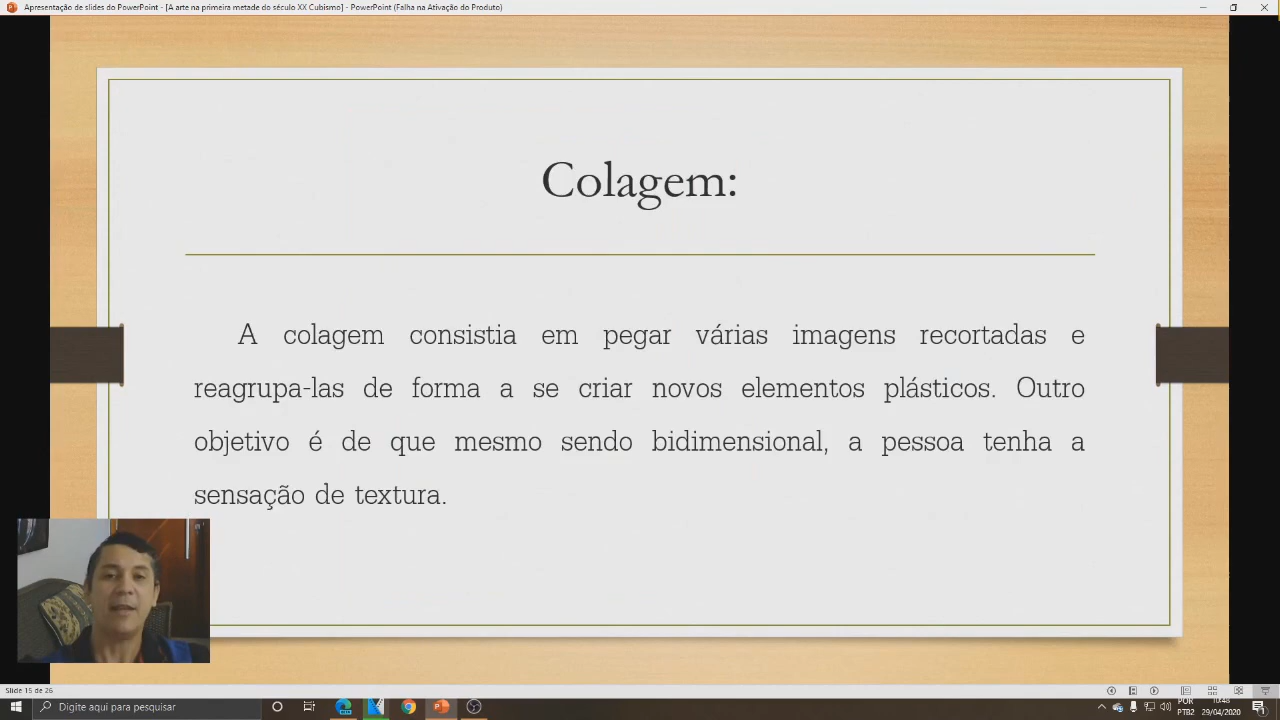 Apresentação de slides do PowerPoint - [A arte na primeira metade do século XX Cubismo] - PowerPoint (Falha na Ativação do Produto)
Colagem:
A colagem consistia em pegar várias imagens recortadas e
reagrupa-las de forma a se criar novos elementos plásticos. Outro
objetivo é de que mesmo sendo bidimensional, a pessoa tenha a
sensação de textura.
Slide 15 de 26
Digite aqui para pesquisar
POR
10:48
PTB2
29/04/2020